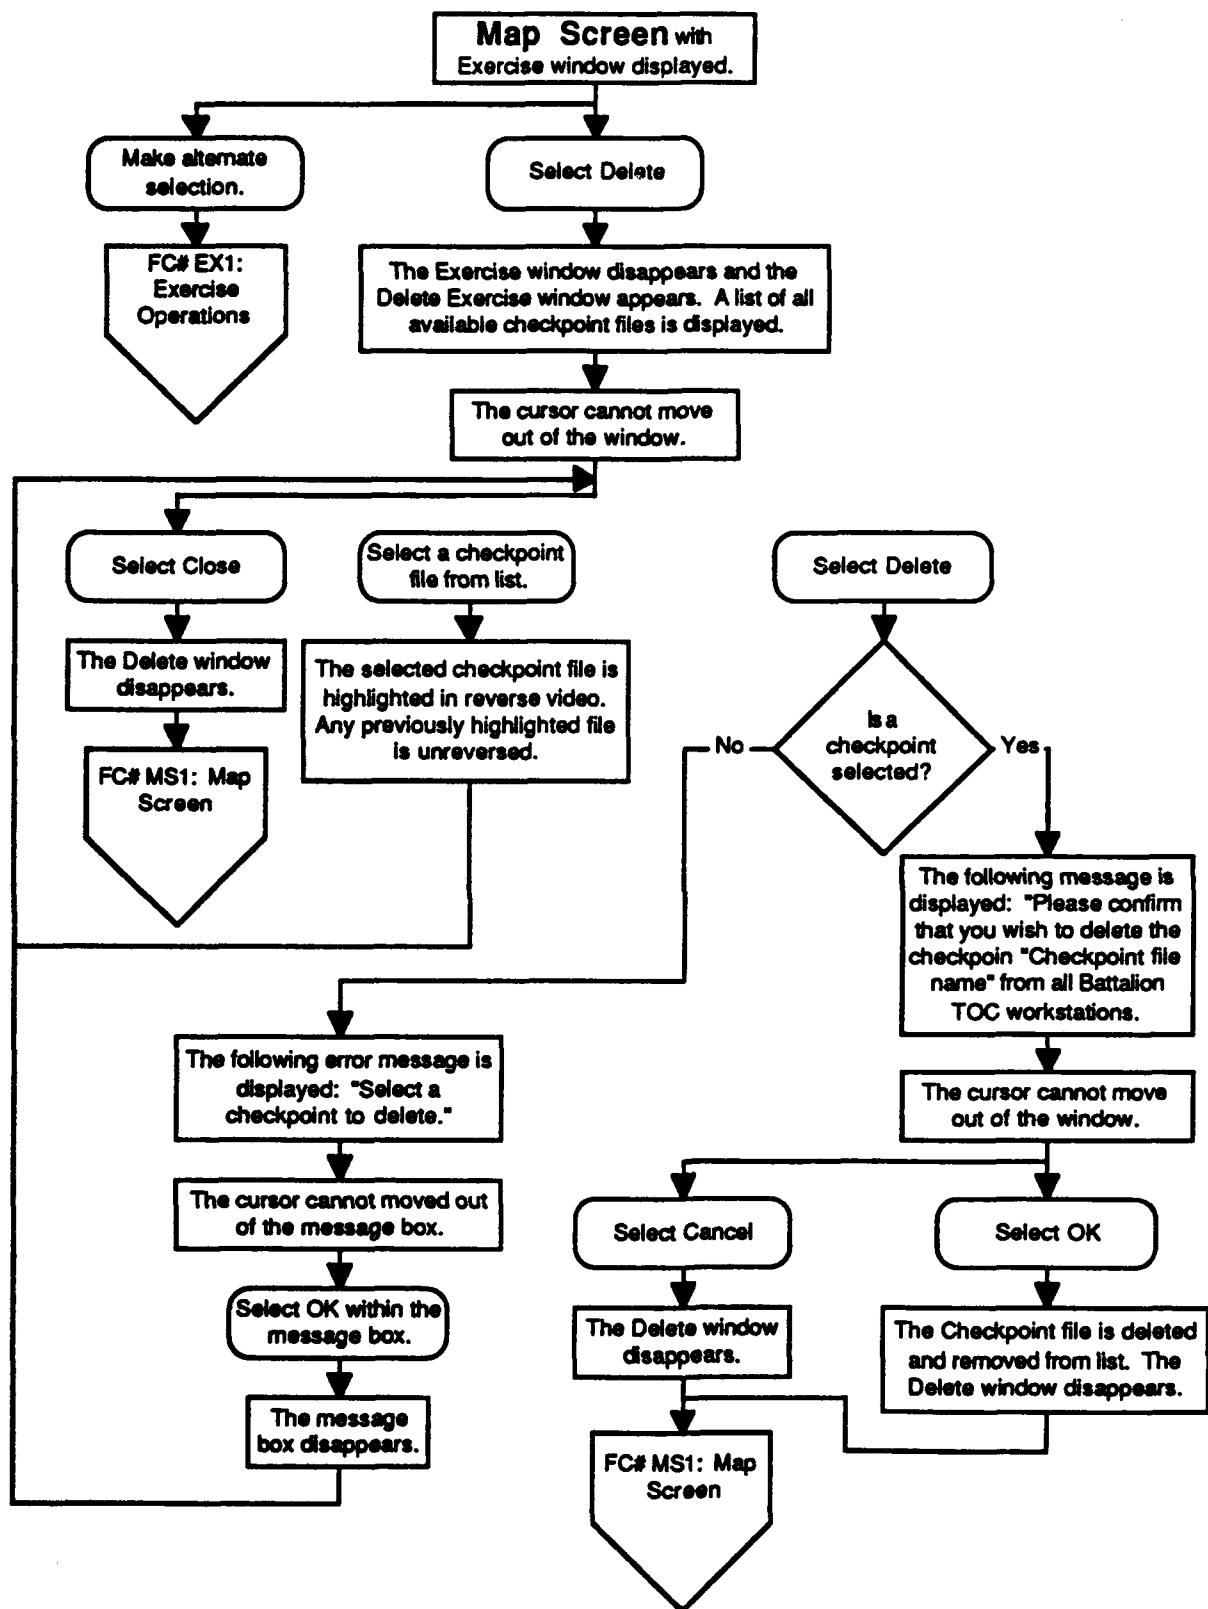 Map Screen with
Exercise window displayed.
Make alternate
selection.
Select Delete
FC# EX1:
Exercise
Operations
The Exercise window disappears and the
Delete Exercise window appears. A list of all
available checkpoint files is displayed.
The cursor cannot move
out of the window.
Select Close
Select a checkpoint
file from list.
Select Delete
The Delete window
disappears.
The selected checkpoint file is
highlighted in reverse video.
Any previously highlighted file
is unreversed.
FC# MS1: Map
Screen
Is a
checkpoint
selected?
No
Yes
The following message is
displayed: "Please confirm
that you wish to delete the
checkpoin "Checkpoint file
name" from all Battalion
TOC workstations.
The following error message is
displayed: "Select a
checkpoint to delete."
The cursor cannot move
out of the window.
The cursor cannot moved out
of the message box.
Select Cancel
Select OK
Select OK within the
message box.
The Delete window
disappears.
The Checkpoint file is deleted
and removed from list. The
Delete window disappears.
The message
box disappears.
FC# MS1: Map
Screen